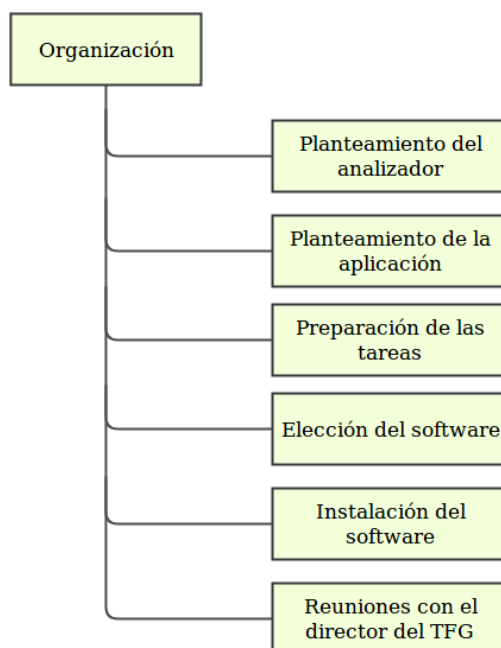 Organización
Planteamiento del
analizador
Planteamiento de la
aplicación
Preparación de las
tareas
Elección del software
Instalación del
software
Reuniones con el
director del TFG